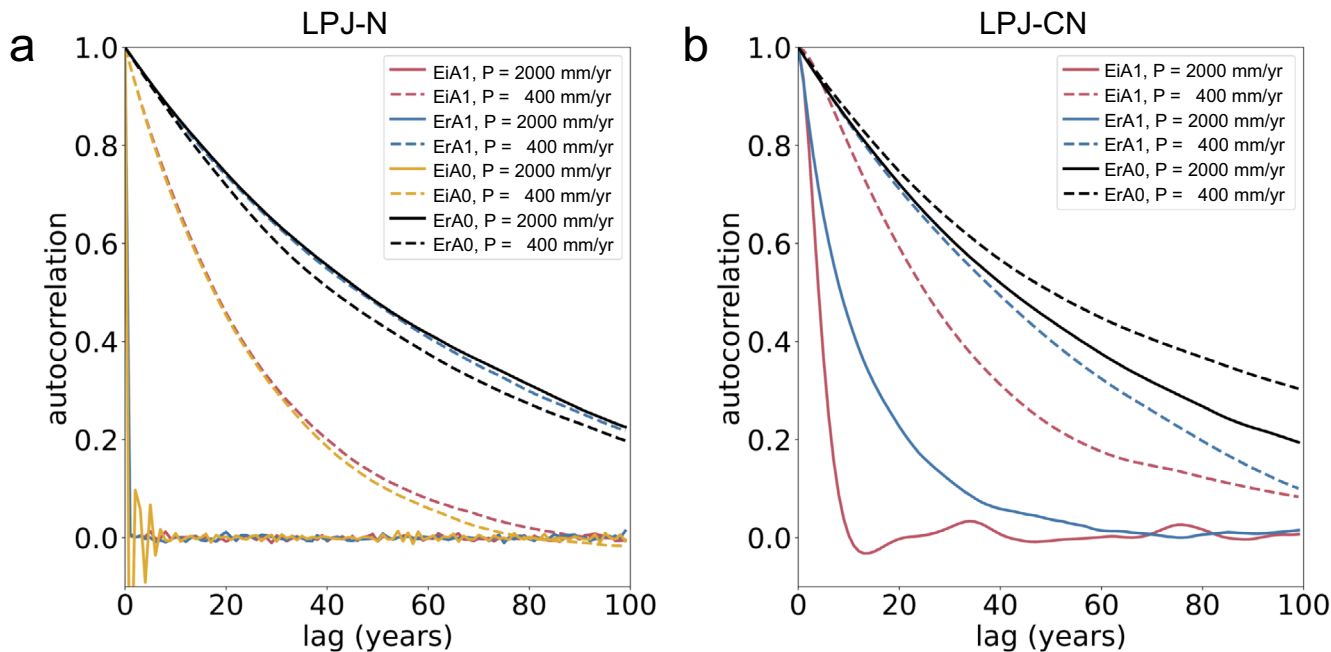 LPJ-N
a
1.0
0.8
0.6
0.4
0.2
0.0
autocorrelation
EiA1, P = 2000 mm/yr
EiA1, P = 400 mm/yr
ErA1, P = 2000 mm/yr
ErA1, P = 400 mm/yr
EiA0, P = 2000 mm/yr
EiA0, P = 400 mm/yr
ErA0, P = 2000 mm/yr
ErA0, P = 400 mm/yr
0 20 40 60 80 100
lag (years)
LPJ-CN
b
1.0
0.8
0.6
0.4
0.2
0.0
autocorrelation
EiA1, P = 2000 mm/yr
EiA1, P = 400 mm/yr
ErA1, P = 2000 mm/yr
ErA1, P = 400 mm/yr
ErA0, P = 2000 mm/yr
ErA0, P = 400 mm/yr
0 20 40 60 80 100
lag (years)